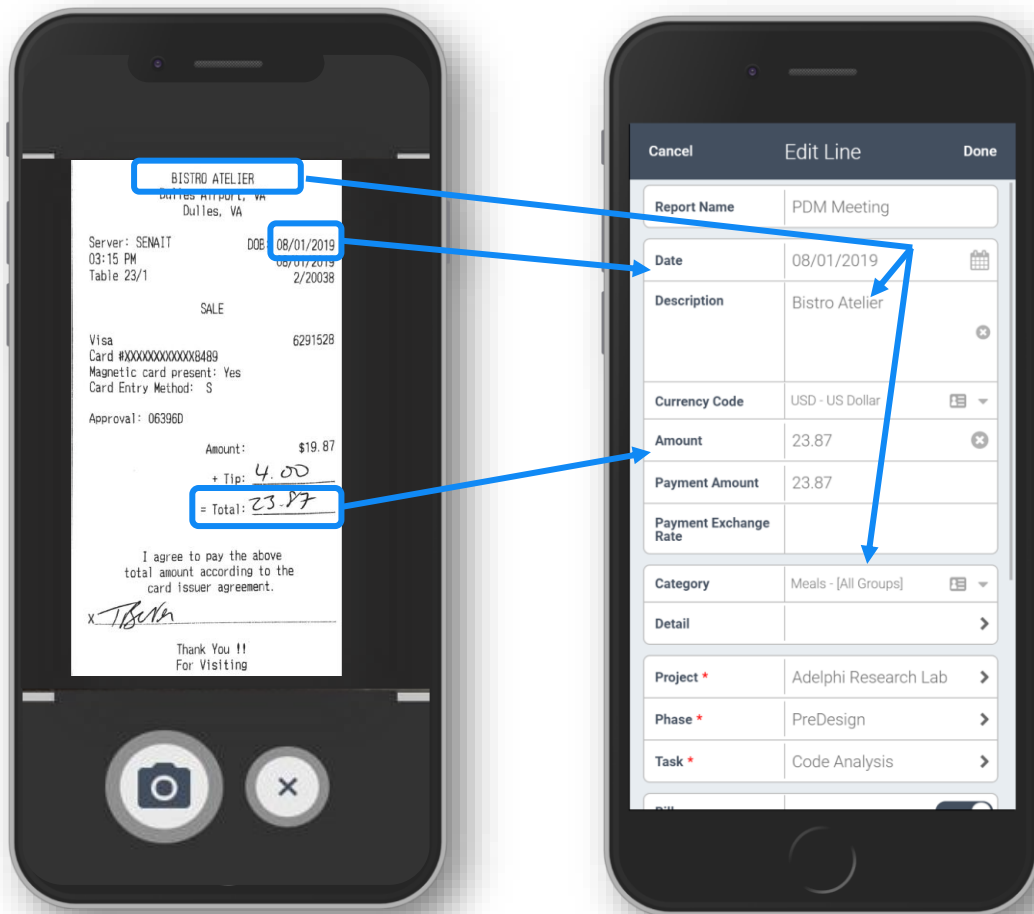 BISTRO ATELIER
Dulles Airport, VA
Dulles, VA
Server: SENAIT DOB: 08/01/2019
03:15 PM 08/01/2019
Table 23/1 2/20038
SALE
Visa 6291528
Card #XXXXXXXXXXXX8489
Magnetic card present: Yes
Card Entry Method: S
Approval: 06396D
Amount: $19.87
+ Tip: 4.00
= Total: 23.87
I agree to pay the above
total amount according to the
card issuer agreement.
x
Thank You !!
For Visiting
Cancel Edit Line Done
Report Name PDM Meeting
Date 08/01/2019
Description Bistro Atelier
Currency Code USD - US Dollar
Amount 23.87
Payment Amount 23.87
Payment Exchange
Rate
Category Meals - [All Groups]
Detail
Project * Adelphi Research Lab
Phase * PreDesign
Task * Code Analysis